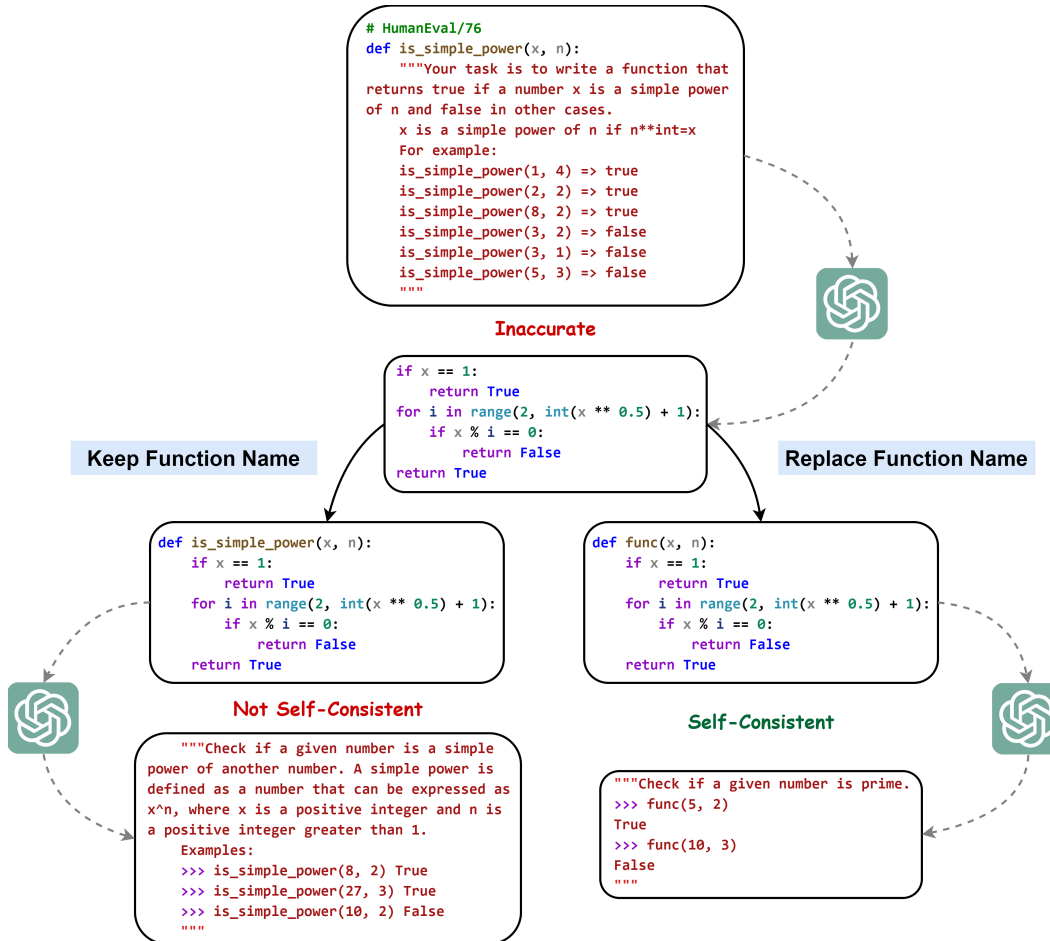 # HumanEval/76
def is_simple_power(x, n):
"""Your task is to write a function that
returns true if a number x is a simple power
of n and false in other cases.
x is a simple power of n if n**int=x
For example:
is_simple_power(1, 4) => true
is_simple_power(2, 2) => true
is_simple_power(8, 2) => true
is_simple_power(3, 2) => false
is_simple_power(3, 1) => false
is_simple_power(5, 3) => false
"""
Inaccurate
if x == 1:
return True
for i in range(2, int(x ** 0.5) + 1):
if x % i == 0:
return False
return True
Keep Function Name
Replace Function Name
def is_simple_power(x, n):
if x == 1:
return True
for i in range(2, int(x ** 0.5) + 1):
if x % i == 0:
return False
return True
def func(x, n):
if x == 1:
return True
for i in range(2, int(x ** 0.5) + 1):
if x % i == 0:
return False
return True
Not Self-Consistent
"""Check if a given number is a simple
power of another number. A simple power is
defined as a number that can be expressed as
x^n, where x is a positive integer and n is
a positive integer greater than 1.
Examples:
>>> is_simple_power(8, 2) True
>>> is_simple_power(27, 3) True
>>> is_simple_power(10, 2) False
"""
Self-Consistent
"""Check if a given number is prime.
>>> func(5, 2)
True
>>> func(10, 3)
False
"""